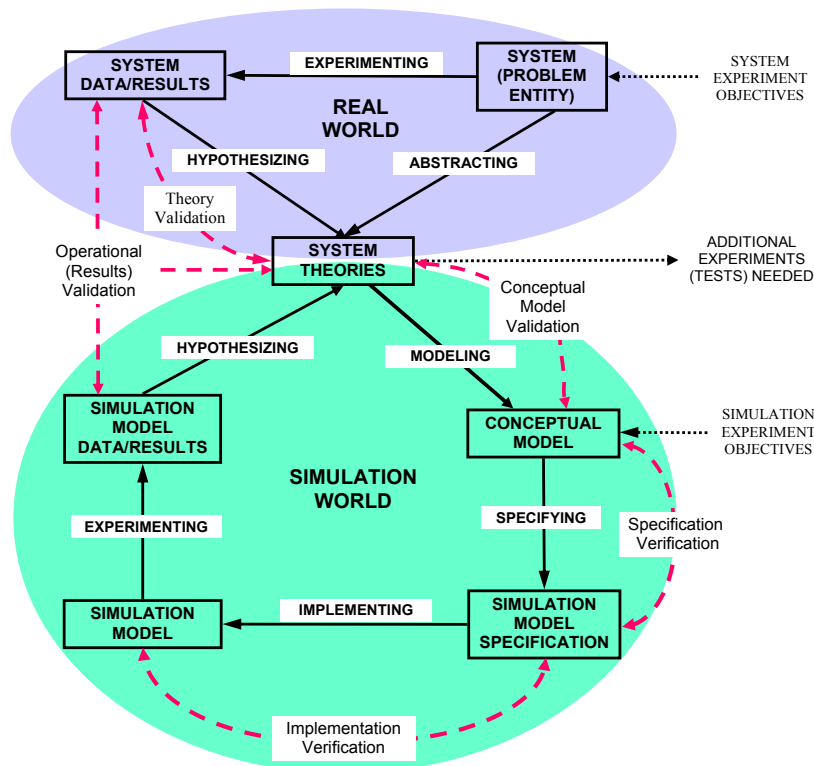 SYSTEM
DATA/RESULTS
EXPERIMENTING
SYSTEM
(PROBLEM
ENTITY)
SYSTEM
EXPERIMENT
OBJECTIVES
REAL
WORLD
HYPOTHESIZING
ABSTRACTING
Theory
Validation
Operational
(Results)
Validation
SYSTEM
THEORIES
ADDITIONAL
EXPERIMENTS
(TESTS) NEEDED
Conceptual
Model
Validation
HYPOTHESIZING
MODELING
SIMULATION
MODEL
DATA/RESULTS
CONCEPTUAL
MODEL
SIMULATION
EXPERIMENT
OBJECTIVES
SIMULATION
WORLD
EXPERIMENTING
SPECIFYING
Specification
Verification
SIMULATION
MODEL
IMPLEMENTING
SIMULATION
MODEL
SPECIFICATION
Implementation
Verification